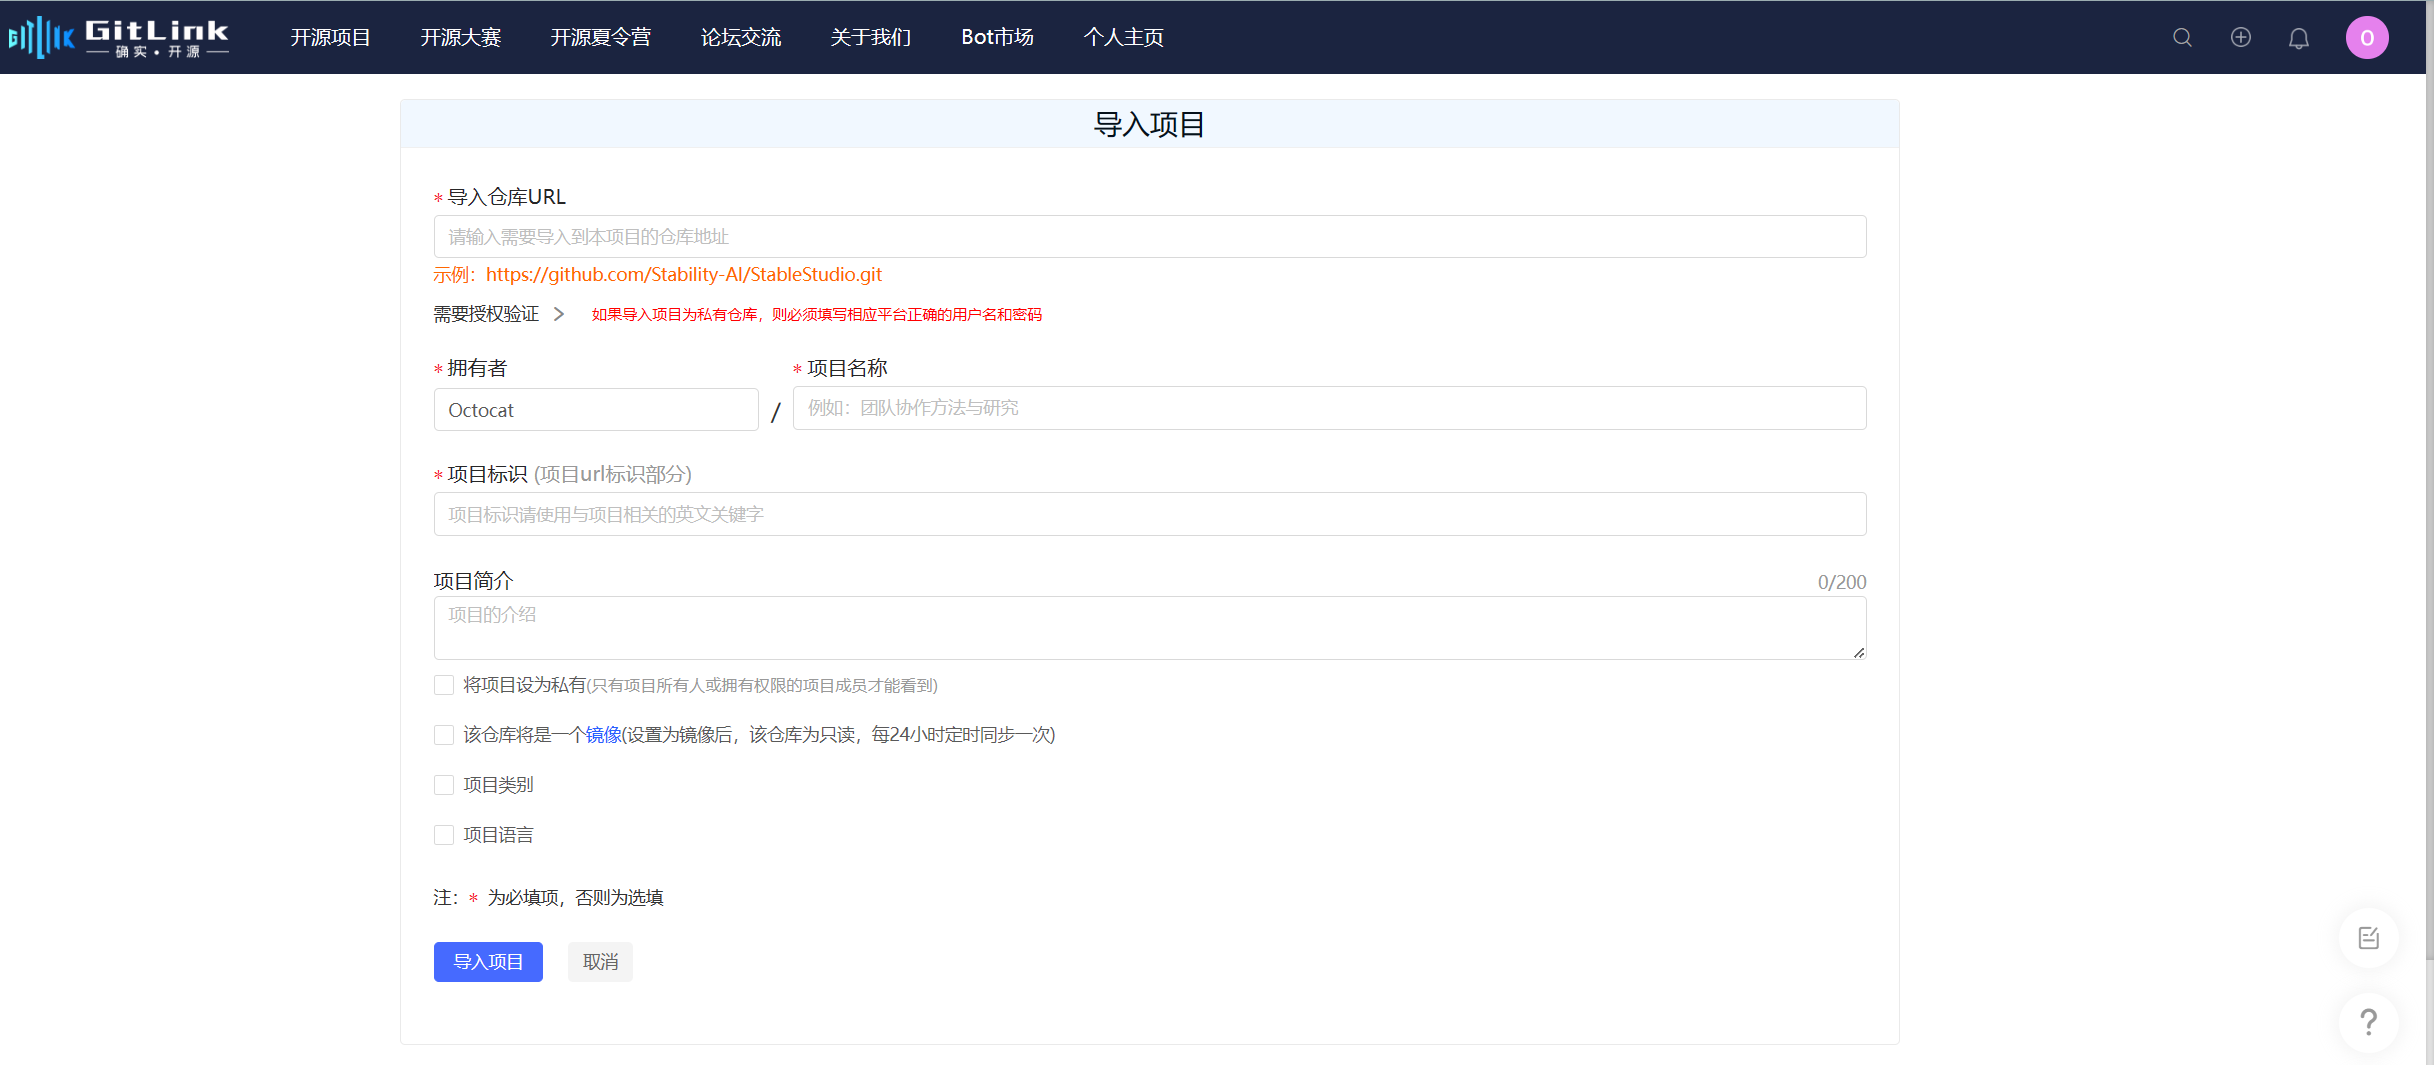 GitLink
确实·开源
开源项目 开源大赛 开源夏令营 论坛交流 关于我们 Bot市场 个人主页
O
导入项目
* 导入仓库URL
请输入需要导入到本项目的仓库地址
示例：https://github.com/Stability-AI/StableStudio.git
需要授权验证 > 如果导入项目为私有仓库，则必须填写相应平台正确的用户名和密码
* 拥有者 * 项目名称
Octocat / 例如：团队协作方法与研究
* 项目标识 (项目url标识部分)
项目标识请使用与项目相关的英文关键字
项目简介 0/200
项目的介绍
将项目设为私有(只有项目所有人或拥有权限的项目成员才能看到)
该仓库将是一个镜像(设置为镜像后，该仓库为只读，每24小时定时同步一次)
项目类别
项目语言
注：* 为必填项，否则为选填
导入项目 取消
?